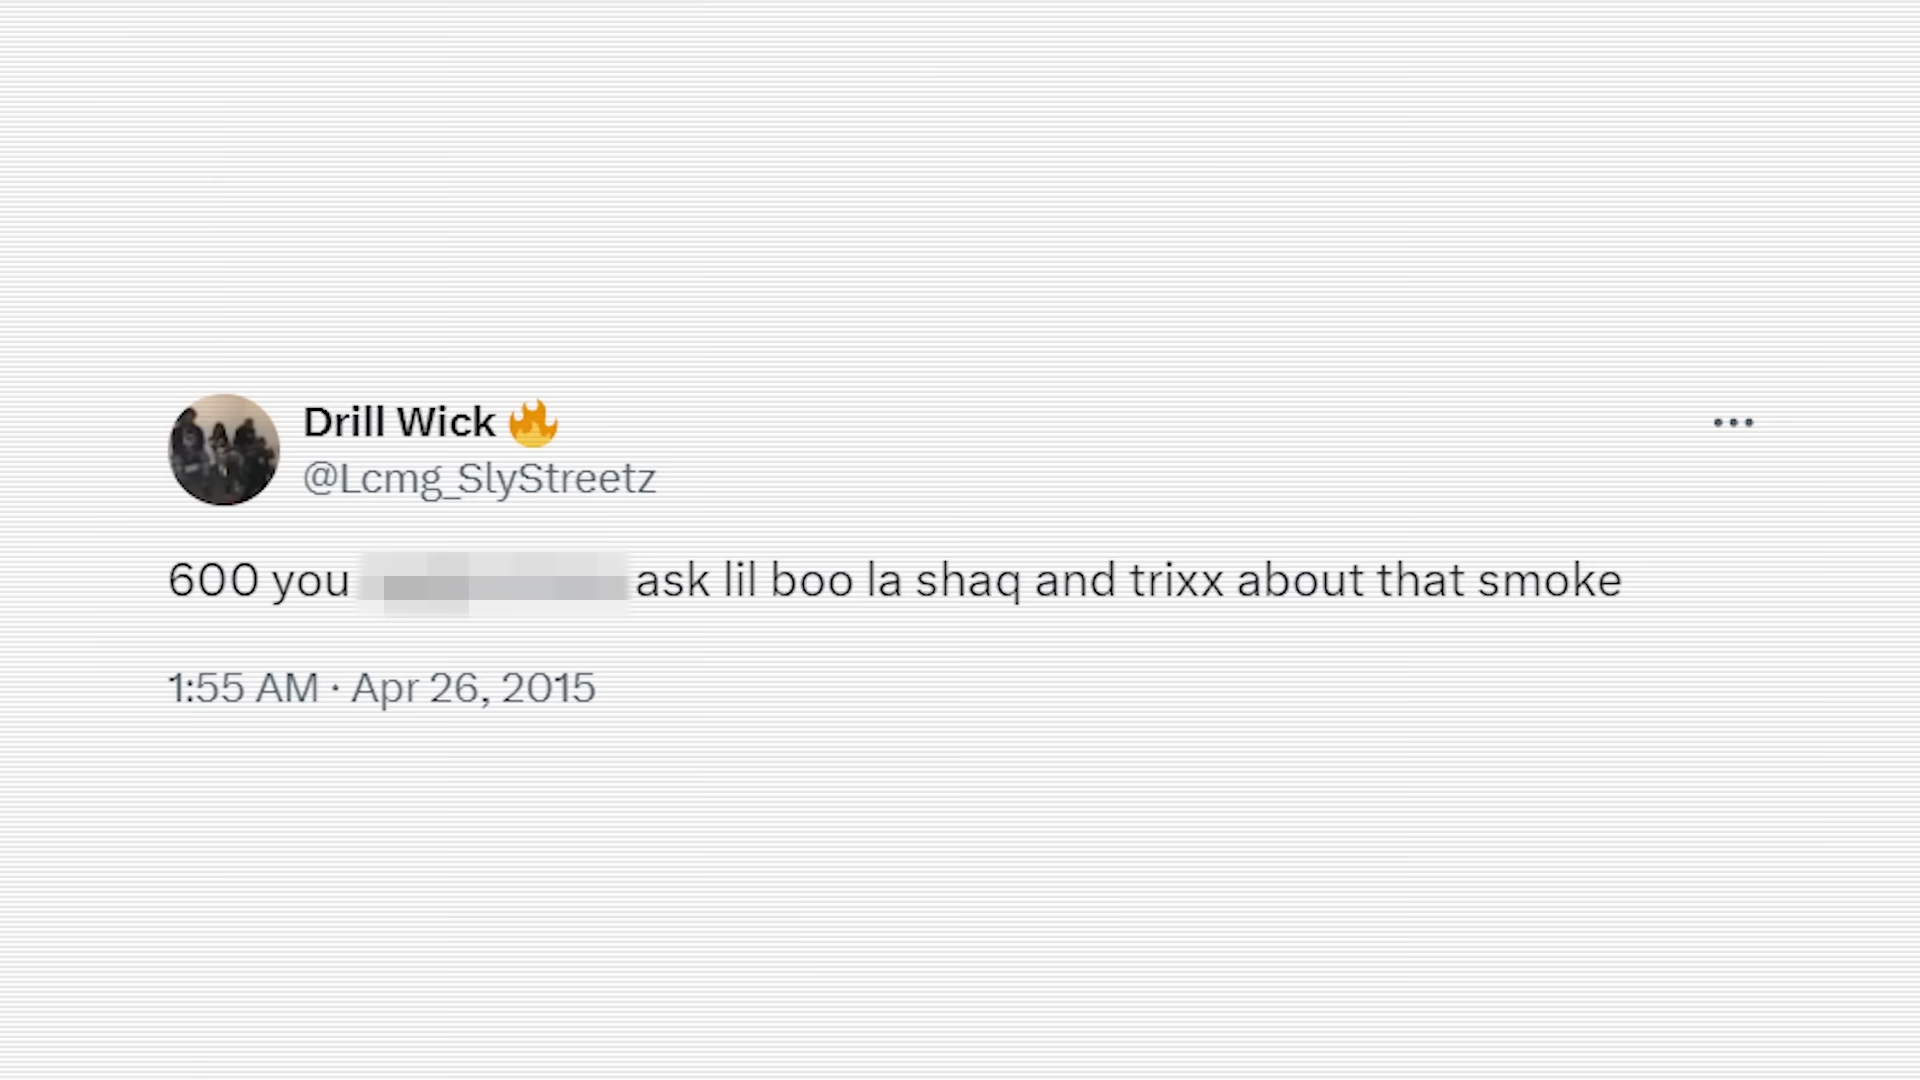 Drill Wick 🔥
@Lcmg_SlyStreetz
600 you ask lil boo la shaq and trixx about that smoke
1:55 AM · Apr 26, 2015